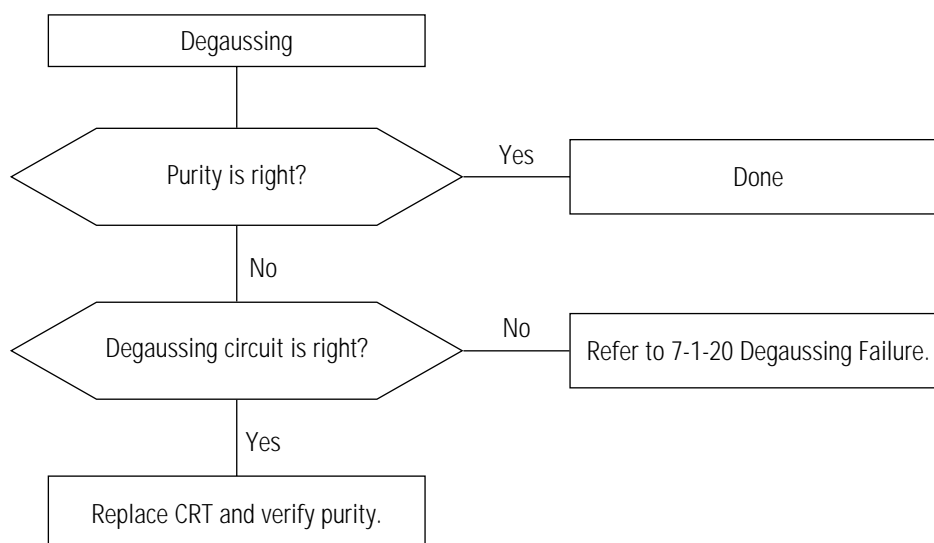 Degaussing
Purity is right?
Yes
Done
No
Degaussing circuit is right?
No
Refer to 7-1-20 Degaussing Failure.
Yes
Replace CRT and verify purity.